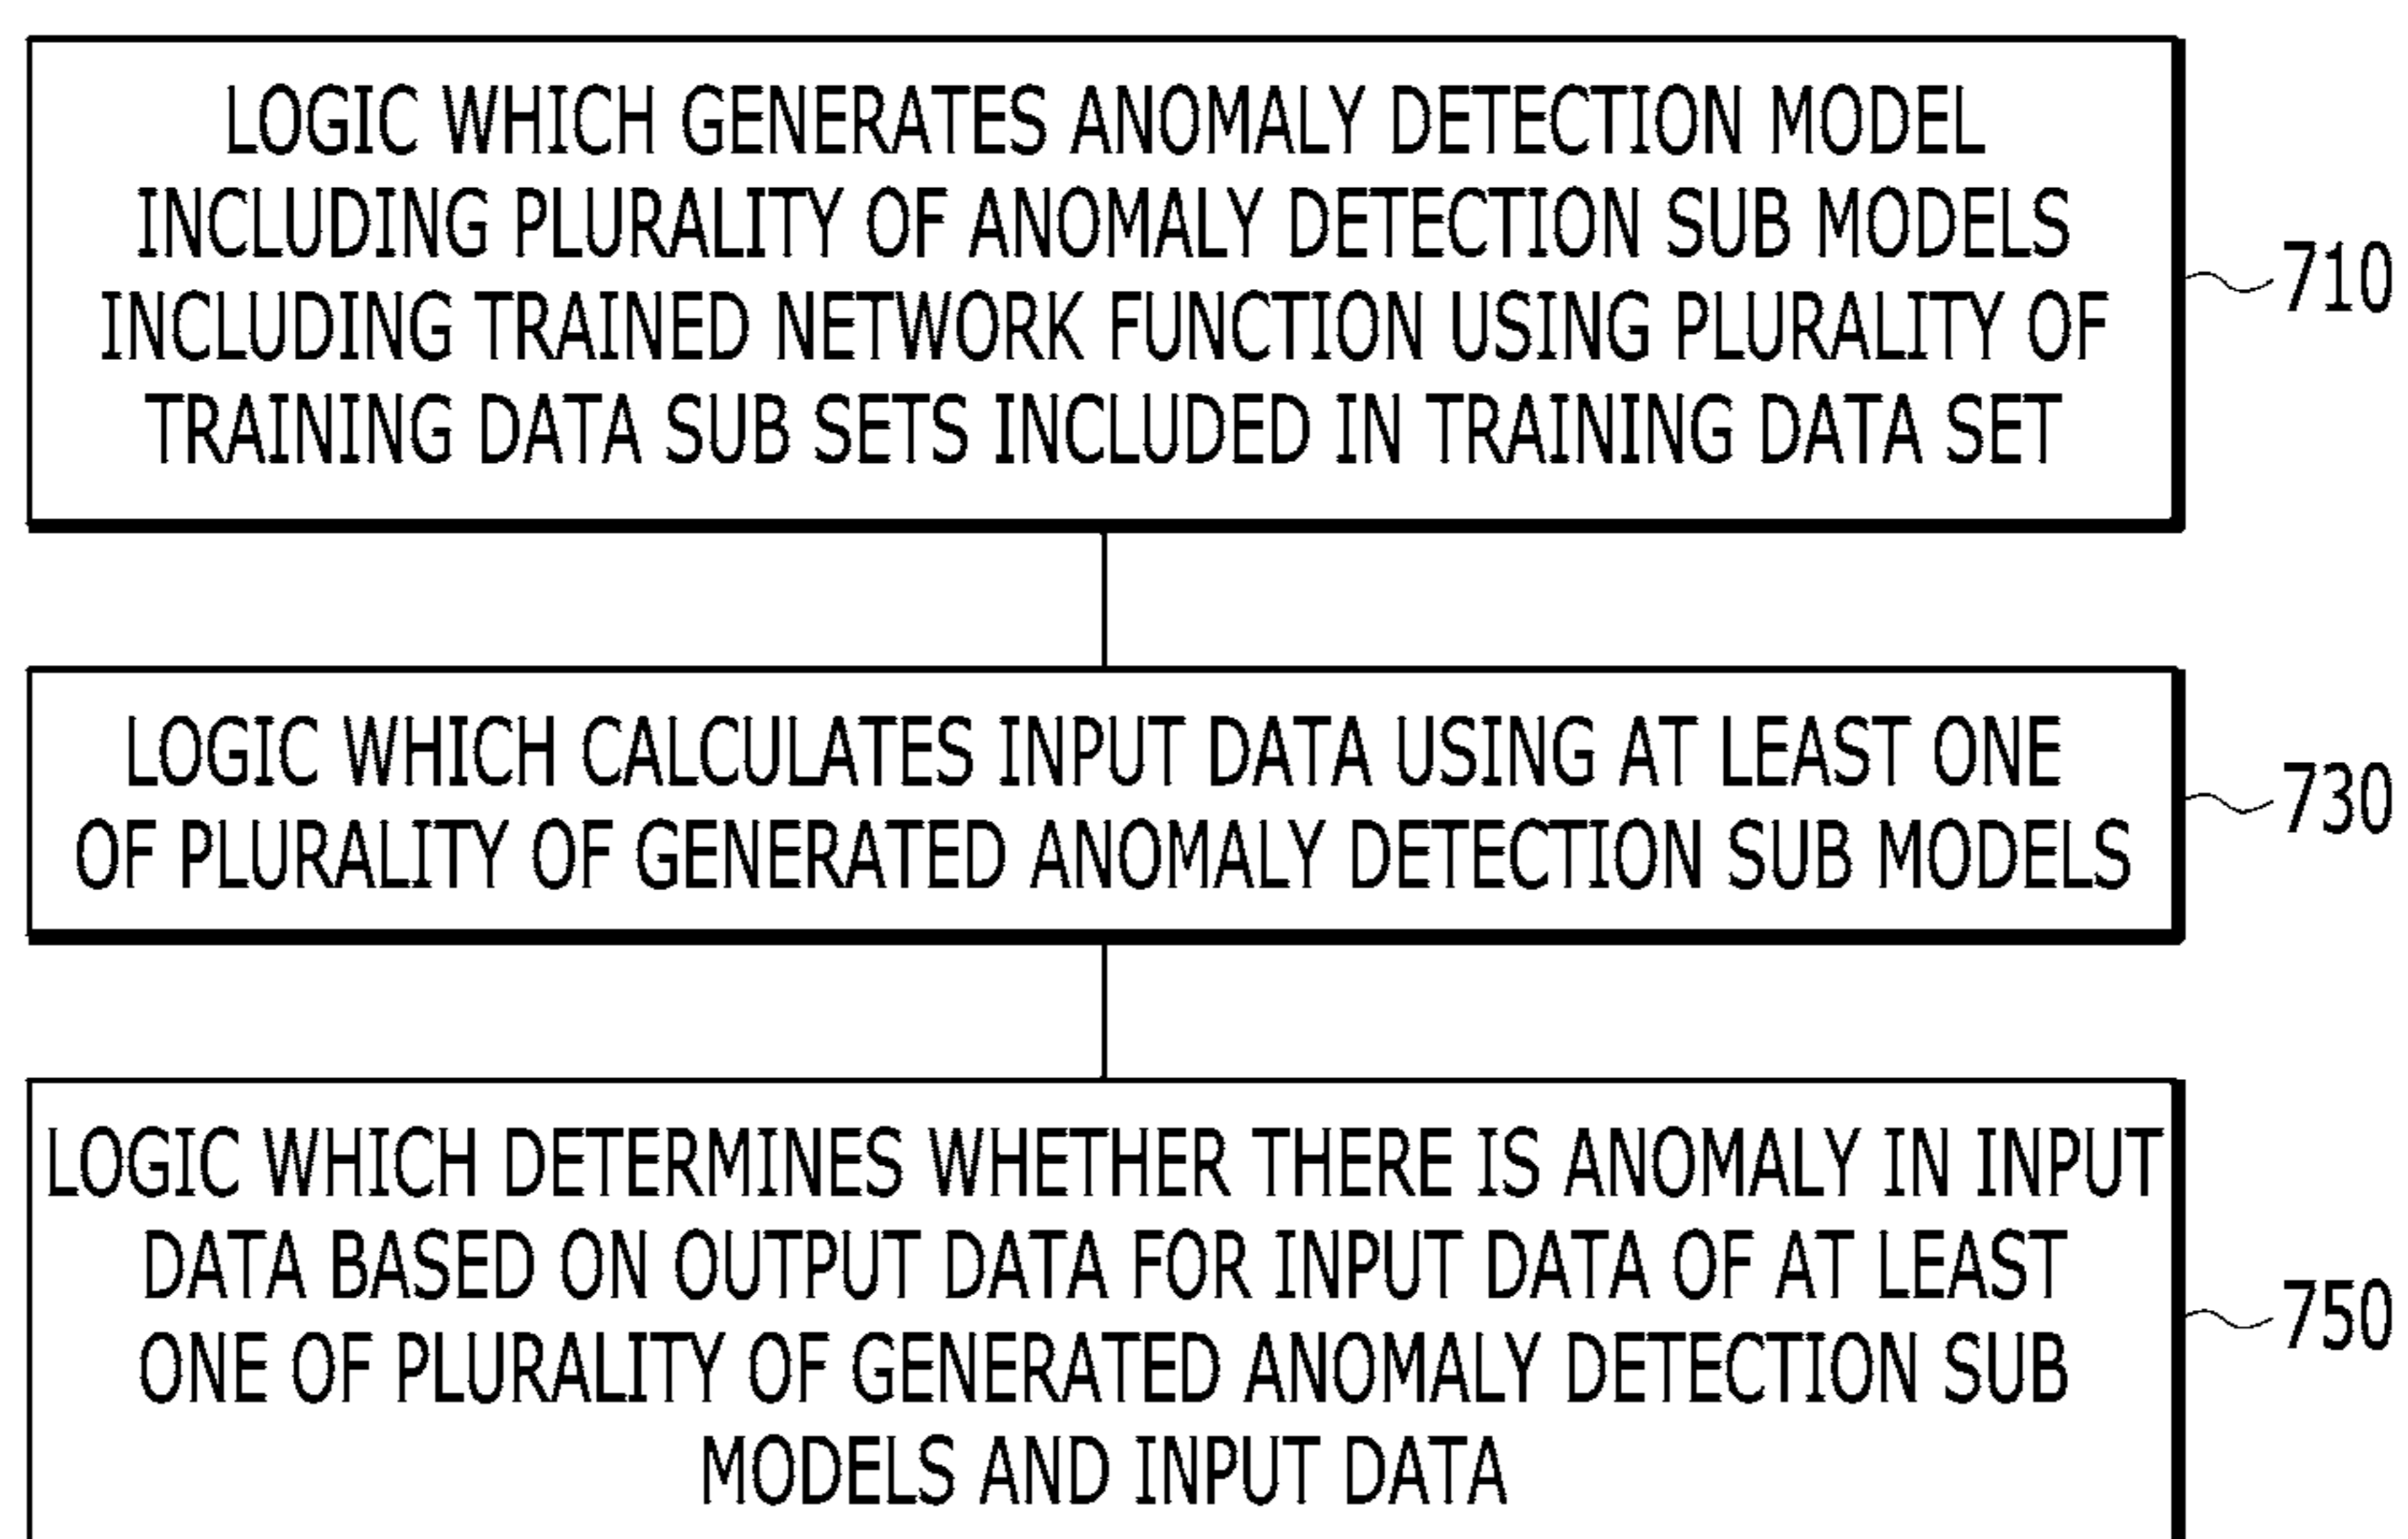 LOGIC WHICH GENERATES ANOMALY DETECTION MODEL
INCLUDING PLURALITY OF ANOMALY DETECTION SUB MODELS
INCLUDING TRAINED NETWORK FUNCTION USING PLURALITY OF
TRAINING DATA SUB SETS INCLUDED IN TRAINING DATA SET
710
LOGIC WHICH CALCULATES INPUT DATA USING AT LEAST ONE
OF PLURALITY OF GENERATED ANOMALY DETECTION SUB MODELS
730
LOGIC WHICH DETERMINES WHETHER THERE IS ANOMALY IN INPUT
DATA BASED ON OUTPUT DATA FOR INPUT DATA OF AT LEAST
ONE OF PLURALITY OF GENERATED ANOMALY DETECTION SUB
MODELS AND INPUT DATA
750